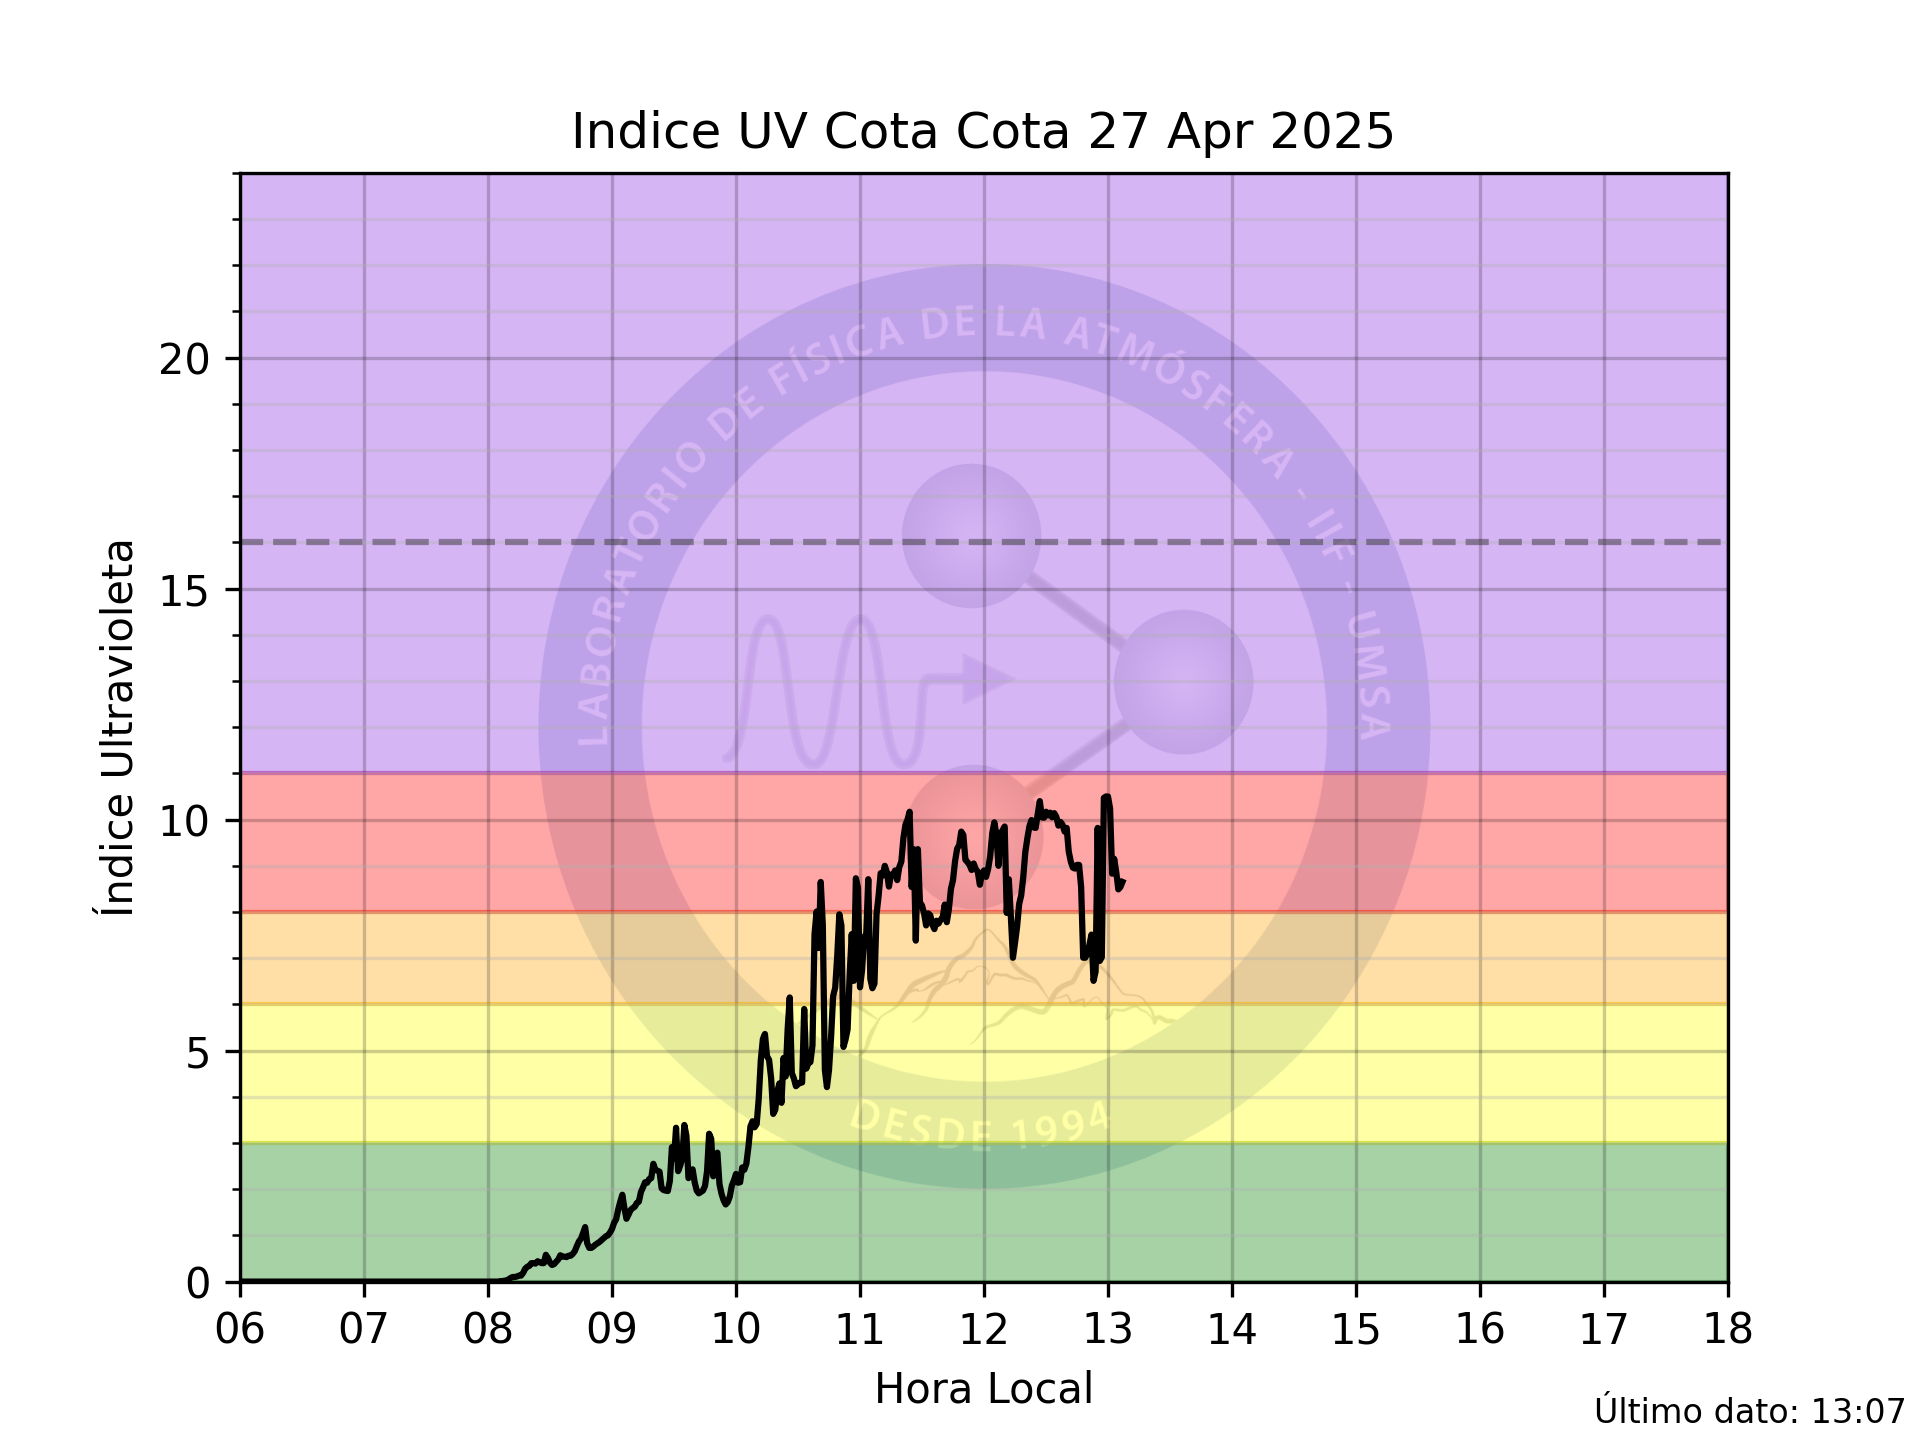 Indice UV Cota Cota 27 Apr 2025
Índice Ultravioleta
20
15
10
5
0
LABORATORIO DE FÍSICA DE LA ATMÓSFERA - IIF - UMSA
DESDE 1994
06 07 08 09 10 11 12 13 14 15 16 17 18
Hora Local
Último dato: 13:07